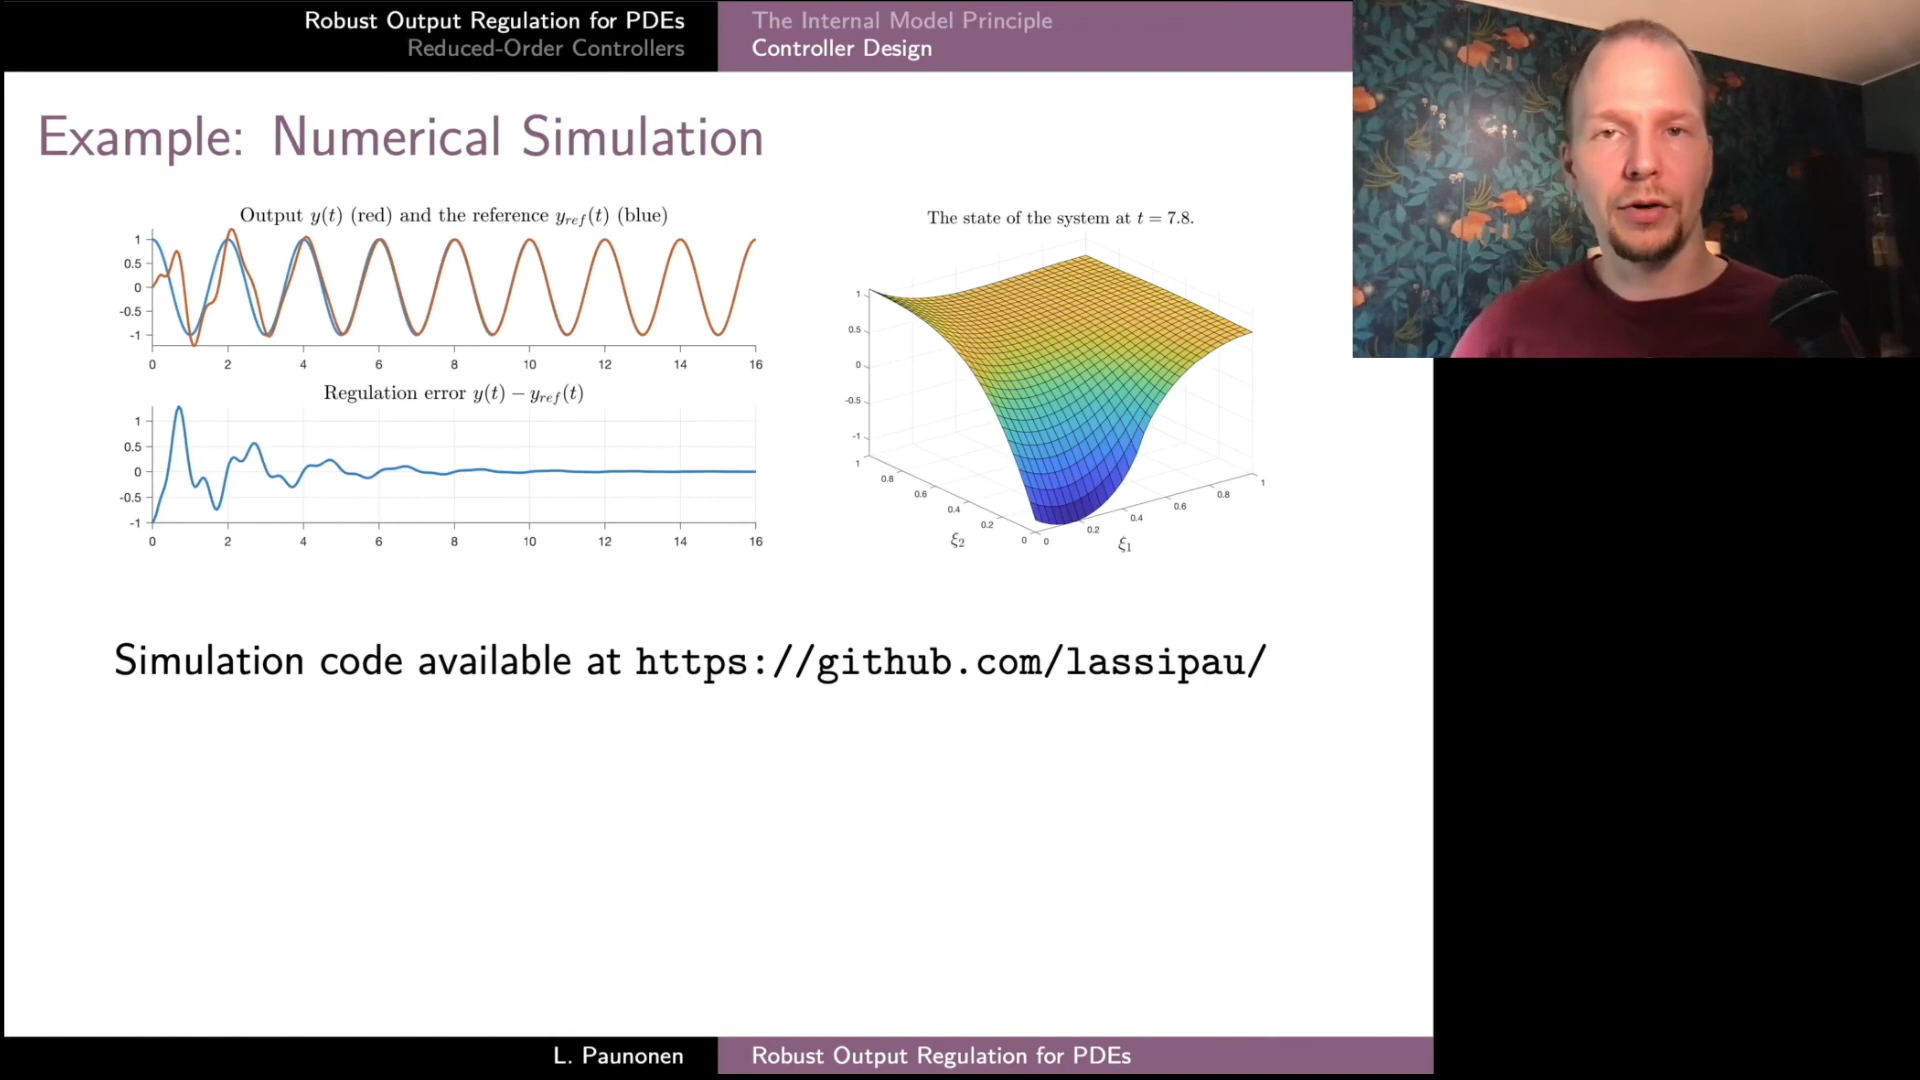 Robust Output Regulation for PDEs
Reduced-Order Controllers
The Internal Model Principle
Controller Design
Example: Numerical Simulation
Output y(t) (red) and the reference y_ref(t) (blue)
1
0.5
0
-0.5
-1
0 2 4 6 8 10 12 14 16
Regulation error y(t) − y_ref(t)
1
0.5
0
-0.5
-1
0 2 4 6 8 10 12 14 16
The state of the system at t = 7.8.
1
0.5
0
-0.5
-1
1
0.8
0.6
0.4
0.2
0
ξ₂
0
0.2
0.4
0.6
0.8
1
ξ₁
Simulation code available at https://github.com/lassipau/
L. Paunonen
Robust Output Regulation for PDEs